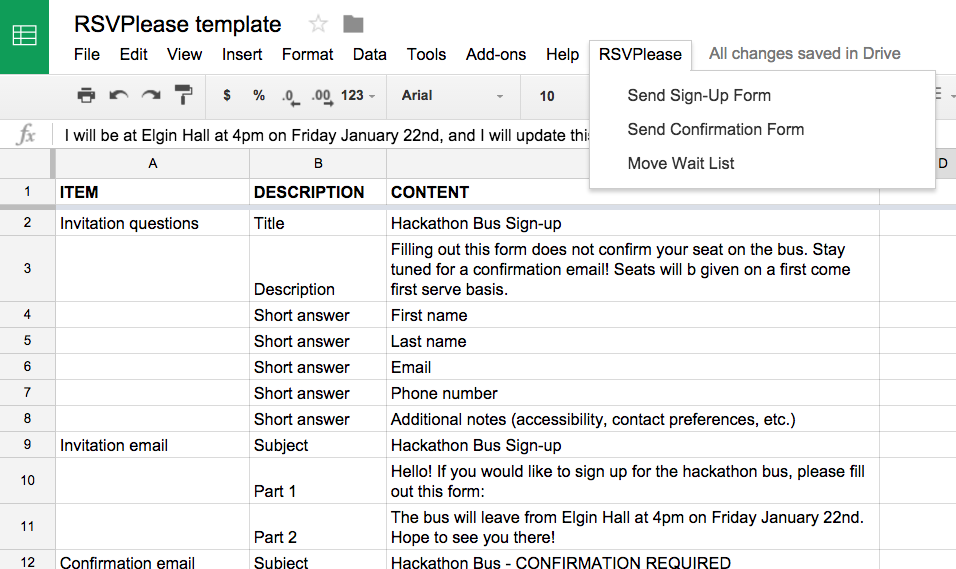 RSVPlease template
File Edit View Insert Format Data Tools Add-ons Help RSVPlease All changes saved in Drive
$ % .0 .00 123 Arial 10
Send Sign-Up Form
Send Confirmation Form
Move Wait List
fx I will be at Elgin Hall at 4pm on Friday January 22nd, and I will update this
A B D
1 ITEM DESCRIPTION CONTENT
2 Invitation questions Title Hackathon Bus Sign-up
3 Description Filling out this form does not confirm your seat on the bus. Stay
tuned for a confirmation email! Seats will b given on a first come
first serve basis.
4 Short answer First name
5 Short answer Last name
6 Short answer Email
7 Short answer Phone number
8 Short answer Additional notes (accessibility, contact preferences, etc.)
9 Invitation email Subject Hackathon Bus Sign-up
10 Part 1 Hello! If you would like to sign up for the hackathon bus, please fill
out this form:
11 Part 2 The bus will leave from Elgin Hall at 4pm on Friday January 22nd.
Hope to see you there!
12 Confirmation email Subject Hackathon Bus - CONFIRMATION REQUIRED